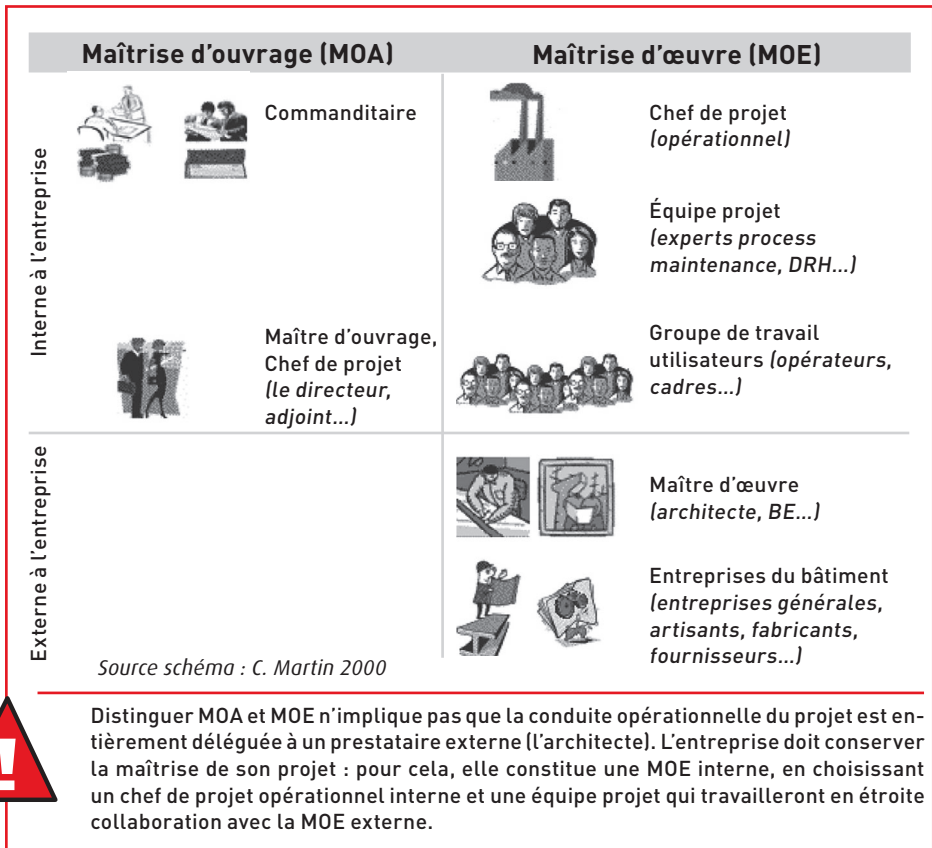 Maîtrise d'ouvrage (MOA)
Maîtrise d'œuvre (MOE)
Interne à l'entreprise
Commanditaire
Maître d'ouvrage,
Chef de projet
(le directeur,
adjoint...)
Chef de projet
(opérationnel)
Équipe projet
(experts process
maintenance, DRH...)
Groupe de travail
utilisateurs (opérateurs,
cadres...)
Externe à l'entreprise
Maître d'œuvre
(architecte, BE...)
Entreprises du bâtiment
(entreprises générales,
artisants, fabricants,
fournisseurs...)
Source schéma : C. Martin 2000
!
Distinguer MOA et MOE n'implique pas que la conduite opérationnelle du projet est en-
tièrement déléguée à un prestataire externe (l'architecte). L'entreprise doit conserver
la maîtrise de son projet : pour cela, elle constitue une MOE interne, en choisissant
un chef de projet opérationnel interne et une équipe projet qui travailleront en étroite
collaboration avec la MOE externe.